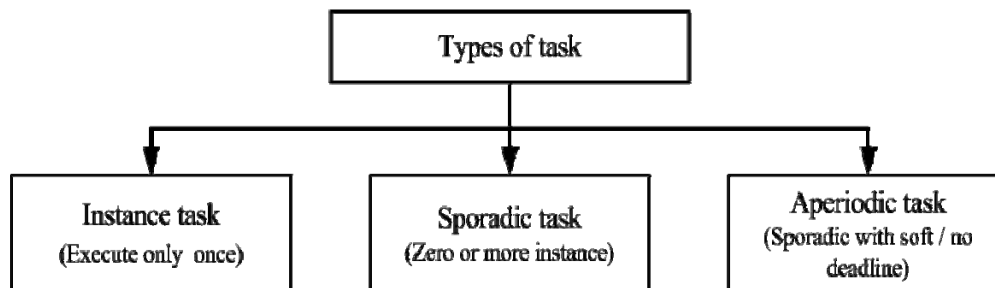 Types of task
Instance task
(Execute only once)
Sporadic task
(Zero or more instance)
Aperiodic task
(Sporadic with soft / no
deadline)